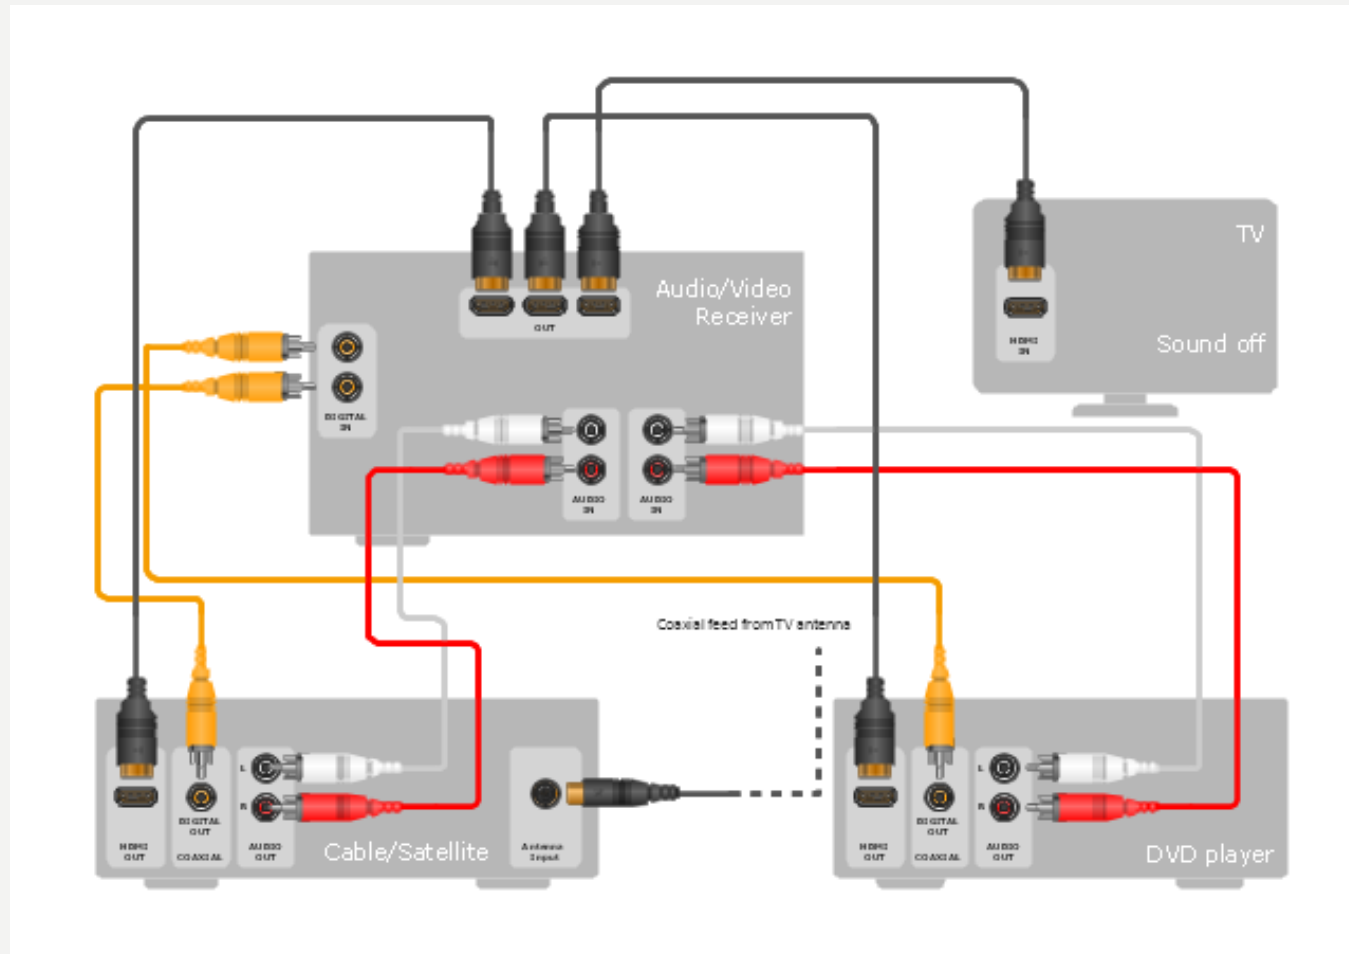 TV
Audio/Video
Receiver
OUT
HDMI
IN
Sound off
DIGITAL
IN
AUDIO
IN
AUDIO
IN
Coaxial feed from TV antenna
L
R
HDMI
OUT
DIGITAL
OUT
COAXIAL
AUDIO
OUT
Cable/Satellite
Antenna
Input
L
R
HDMI
OUT
DIGITAL
OUT
COAXIAL
AUDIO
OUT
DVD player